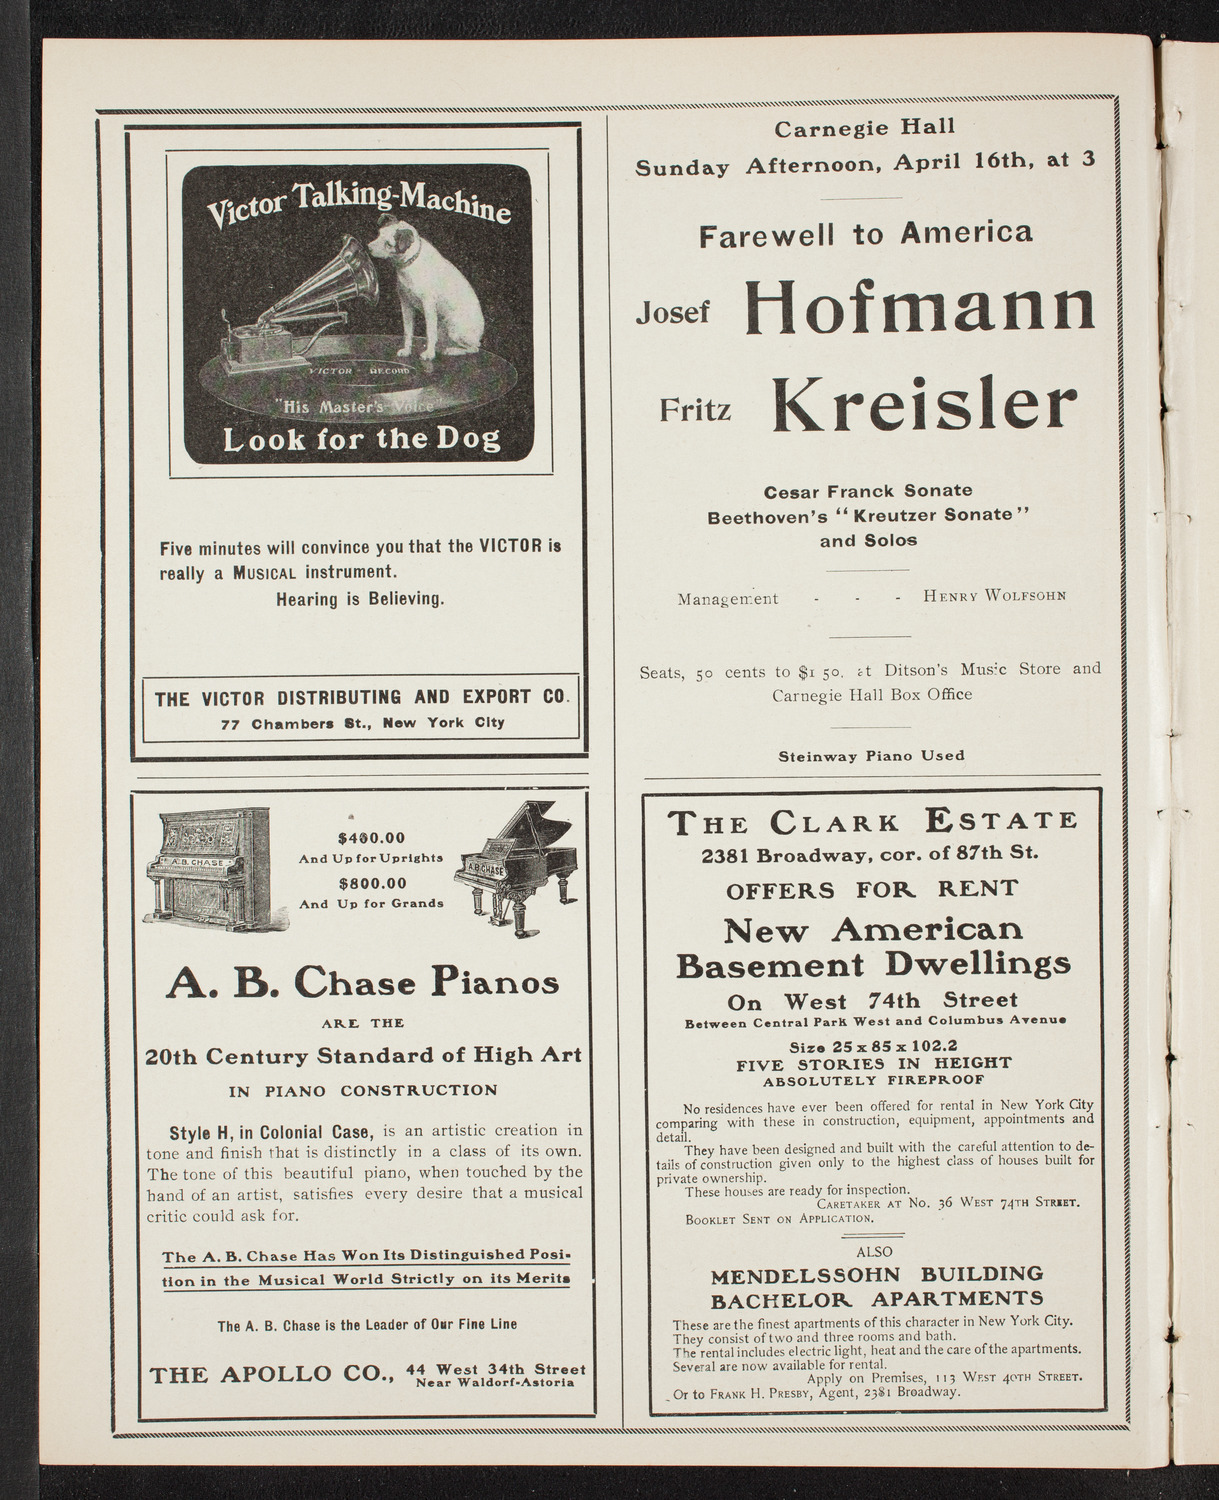 Victor Talking-Machine
VICTOR RECORD
"His Master's Voice"
Look for the Dog
Five minutes will convince you that the VICTOR is
really a MUSICAL instrument.
Hearing is Believing.
THE VICTOR DISTRIBUTING AND EXPORT CO.
77 Chambers St., New York City
A.B. CHASE
$400.00
And Up for Uprights
$800.00
And Up for Grands
A.B CHASE
A. B. Chase Pianos
ARE THE
20th Century Standard of High Art
IN PIANO CONSTRUCTION
Style H, in Colonial Case, is an artistic creation in
tone and finish that is distinctly in a class of its own.
The tone of this beautiful piano, when touched by the
hand of an artist, satisfies every desire that a musical
critic could ask for.
The A. B. Chase Has Won Its Distinguished Posi-
tion in the Musical World Strictly on its Merits
The A. B. Chase is the Leader of Our Fine Line
THE APOLLO CO., 44 West 34th Street
Near Waldorf-Astoria
Carnegie Hall
Sunday Afternoon, April 16th, at 3
Farewell to America
Josef Hofmann
Fritz Kreisler
Cesar Franck Sonate
Beethoven's "Kreutzer Sonate"
and Solos
Management - - - HENRY WOLFSOHN
Seats, 50 cents to $1 50, at Ditson's Music Store and
Carnegie Hall Box Office
Steinway Piano Used
THE CLARK ESTATE
2381 Broadway, cor. of 87th St.
OFFERS FOR RENT
New American
Basement Dwellings
On West 74th Street
Between Central Park West and Columbus Avenue
Size 25 x 85 x 102.2
FIVE STORIES IN HEIGHT
ABSOLUTELY FIREPROOF
No residences have ever been offered for rental in New York City
comparing with these in construction, equipment, appointments and
detail.
They have been designed and built with the careful attention to de-
tails of construction given only to the highest class of houses built for
private ownership.
These houses are ready for inspection.
CARETAKER AT NO. 36 WEST 74TH STREET.
BOOKLET SENT ON APPLICATION.
ALSO
MENDELSSOHN BUILDING
BACHELOR APARTMENTS
These are the finest apartments of this character in New York City.
They consist of two and three rooms and bath.
The rental includes electric light, heat and the care of the apartments.
Several are now available for rental.
Apply on Premises, 113 WEST 40TH STREET.
Or to FRANK H. PRESBY, Agent, 2381 Broadway.